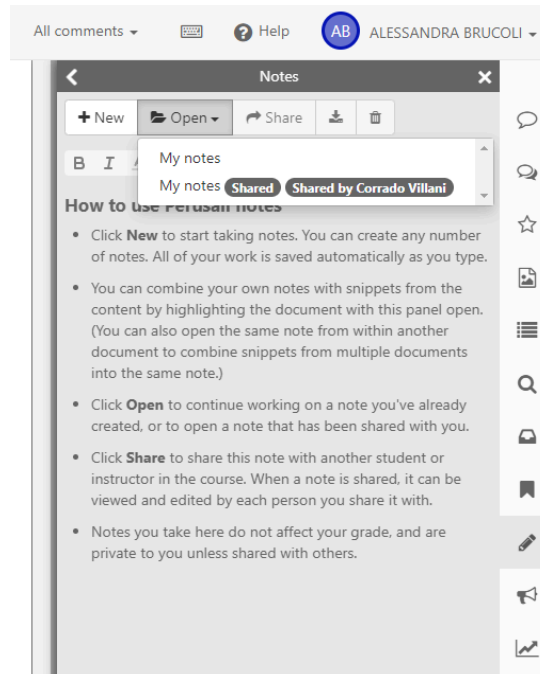 All comments
Help
AB
ALESSANDRA BRUCOLI
Notes
New
Open
Share
B I
My notes
My notes Shared Shared by Corrado Villani
How to use Perusall notes
Click New to start taking notes. You can create any number
of notes. All of your work is saved automatically as you type.
You can combine your own notes with snippets from the
content by highlighting the document with this panel open.
(You can also open the same note from within another
document to combine snippets from multiple documents
into the same note.)
Click Open to continue working on a note you've already
created, or to open a note that has been shared with you.
Click Share to share this note with another student or
instructor in the course. When a note is shared, it can be
viewed and edited by each person you share it with.
Notes you take here do not affect your grade, and are
private to you unless shared with others.